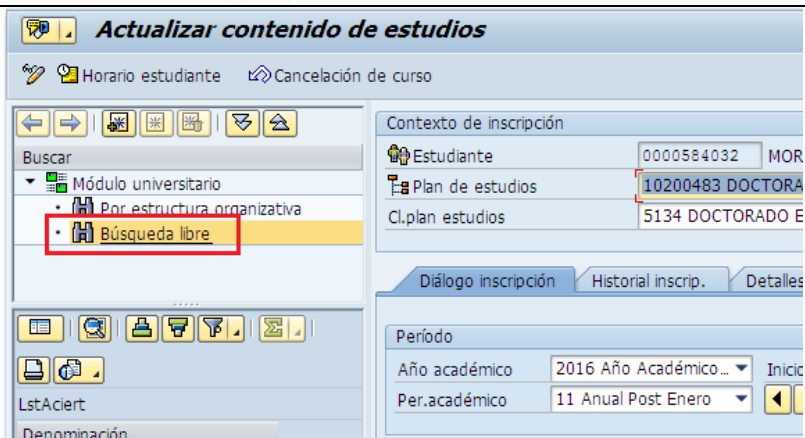 Actualizar contenido de estudios
Horario estudiante Cancelación de curso
Buscar
Módulo universitario
Por estructura organizativa
Búsqueda libre
LstAciert
Denominación
Contexto de inscripción
Estudiante 0000584032 MOR
Plan de estudios 10200483 DOCTORA
Cl.plan estudios 5134 DOCTORADO E
Diálogo inscripción Historial inscrip. Detalles
Período
Año académico 2016 Año Académico... Inicio
Per.académico 11 Anual Post Enero